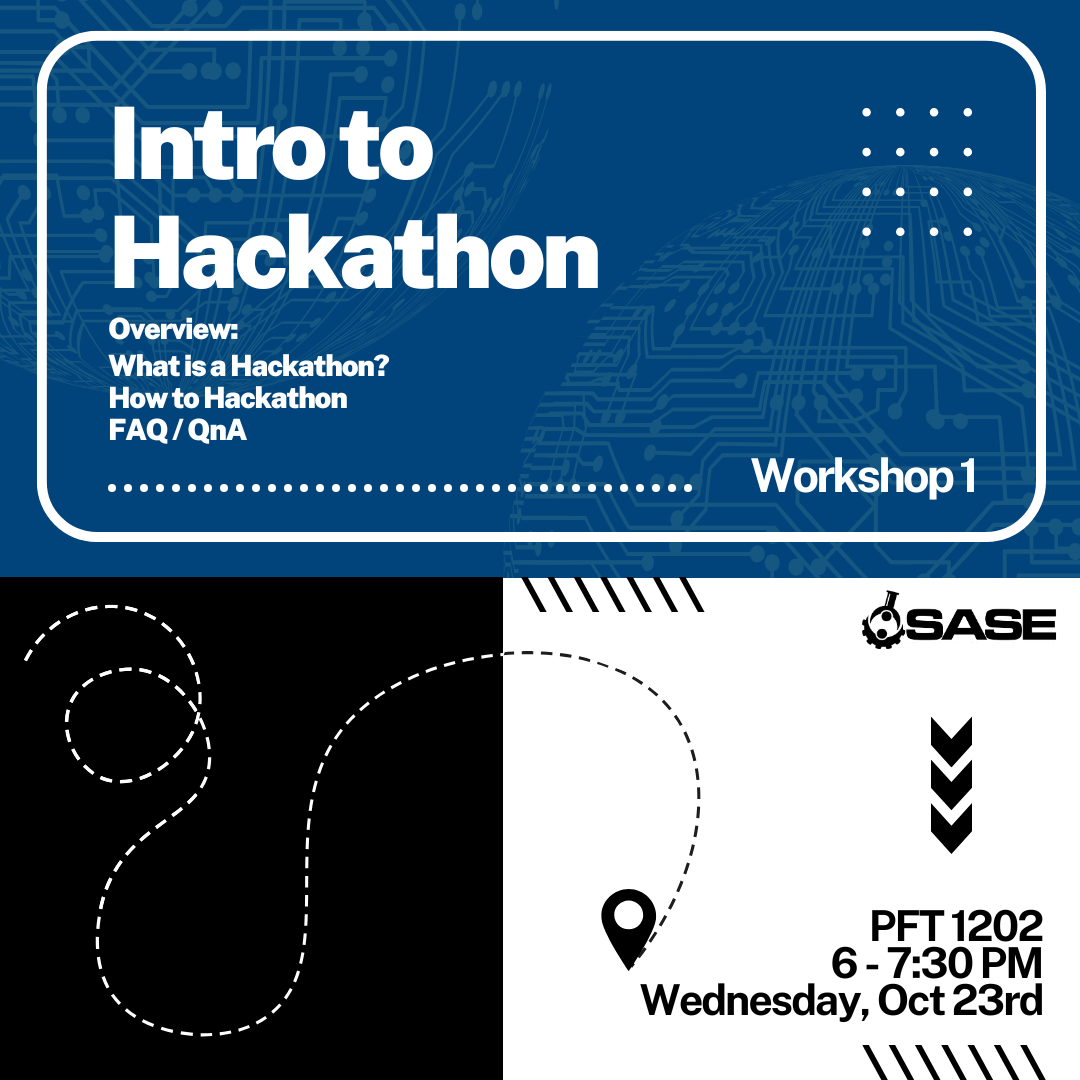 Intro to
Hackathon
Overview:
What is a Hackathon?
How to Hackathon
FAQ / QnA
Workshop 1
SASE
PFT 1202
6 - 7:30 PM
Wednesday, Oct 23rd